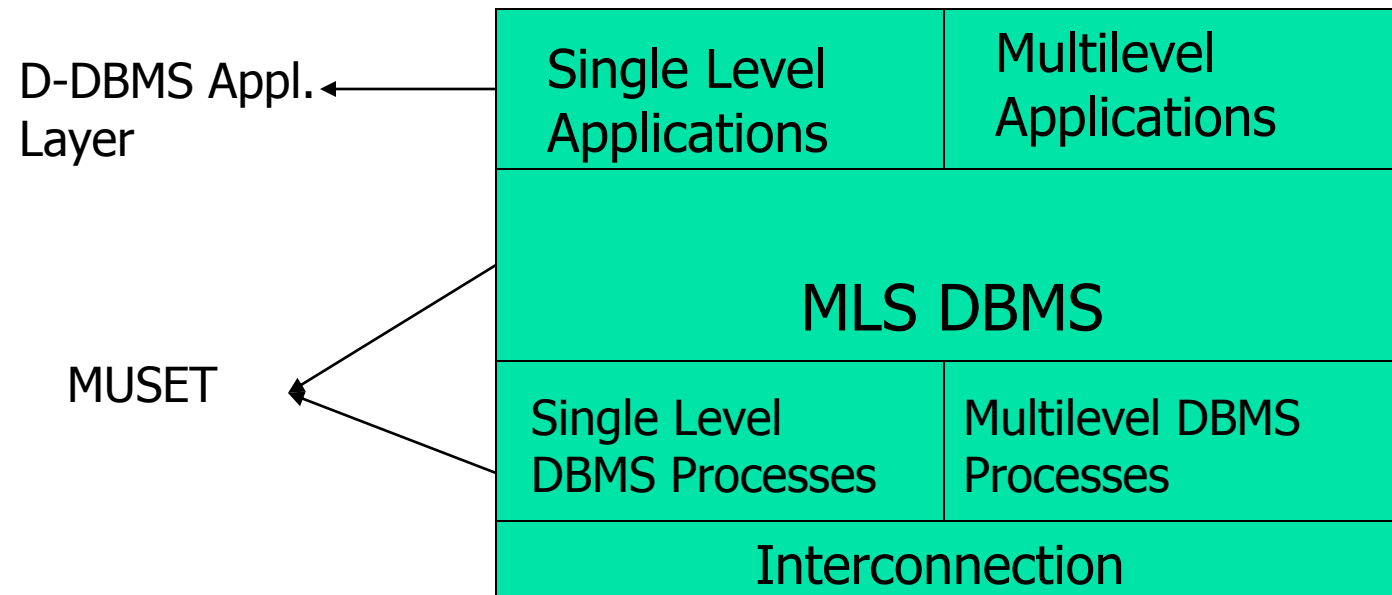 D-DBMS Appl.
Layer
Single Level
Applications
Multilevel
Applications
MLS DBMS
MUSET
Single Level
DBMS Processes
Multilevel DBMS
Processes
Interconnection